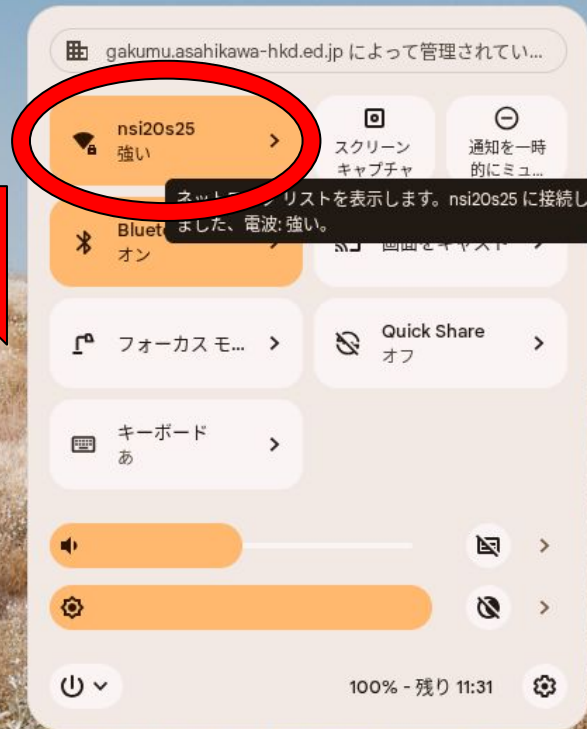 gakumu.asahikawa-hkd.ed.jp によって管理されてい...
nsi20s25
強い
スクリーン
キャプチャ
通知を一時
的にミュ...
リストを表示します。nsi20s25 に接続し
ました、電波: 強い。
Bluet
オン
画面をキャスト
フォーカス モ...
Quick Share
オフ
キーボード
あ
100% - 残り 11:31